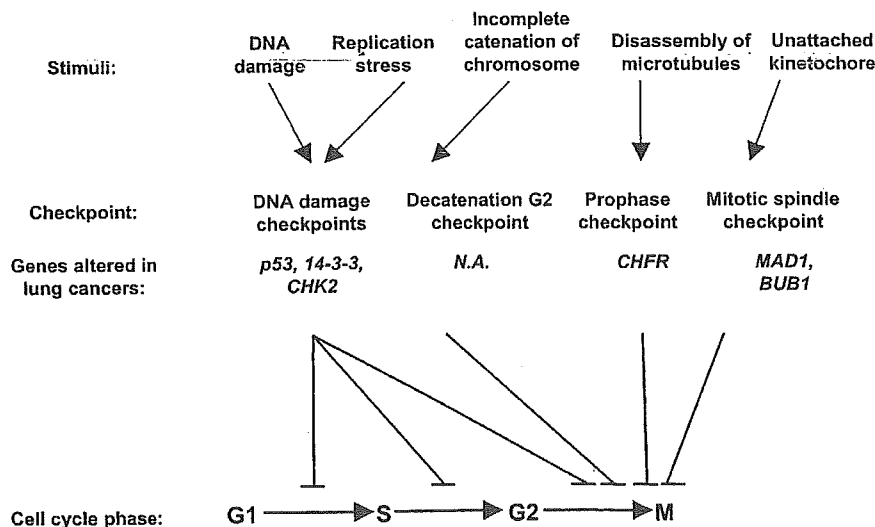 Stimuli:
DNA
damage
Replication
stress
Incomplete
catenation of
chromosome
Disassembly of
microtubules
Unattached
kinetochore
Checkpoint:
DNA damage
checkpoints
Decatenation G2
checkpoint
Prophase
checkpoint
Mitotic spindle
checkpoint
Genes altered in
lung cancers:
p53, 14-3-3,
CHK2
N.A.
CHFR
MAD1,
BUB1
Cell cycle phase:
G1
S
G2
M